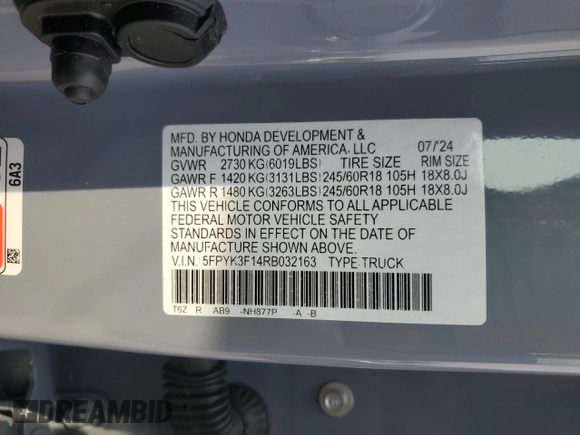 MFD. BY HONDA DEVELOPMENT &
MANUFACTURING OF AMERICA, LLC 07/'24
GVWR 2730 KG(6019LBS) TIRE SIZE RIM SIZE
GAWR F 1420 KG(3131LBS) 245/60R18 105H 18X8.0J
GAWR R 1480 KG(3263LBS) 245/60R18 105H 18X8.0J
THIS VEHICLE CONFORMS TO ALL APPLICABLE
FEDERAL MOTOR VEHICLE SAFETY
STANDARDS IN EFFECT ON THE DATE OF
MANUFACTURE SHOWN ABOVE.
V.I.N.: 5FPYK3F14RB032163 TYPE: TRUCK
T6Z R AB9 -NH877P -A -B
6A3
DREAMBID